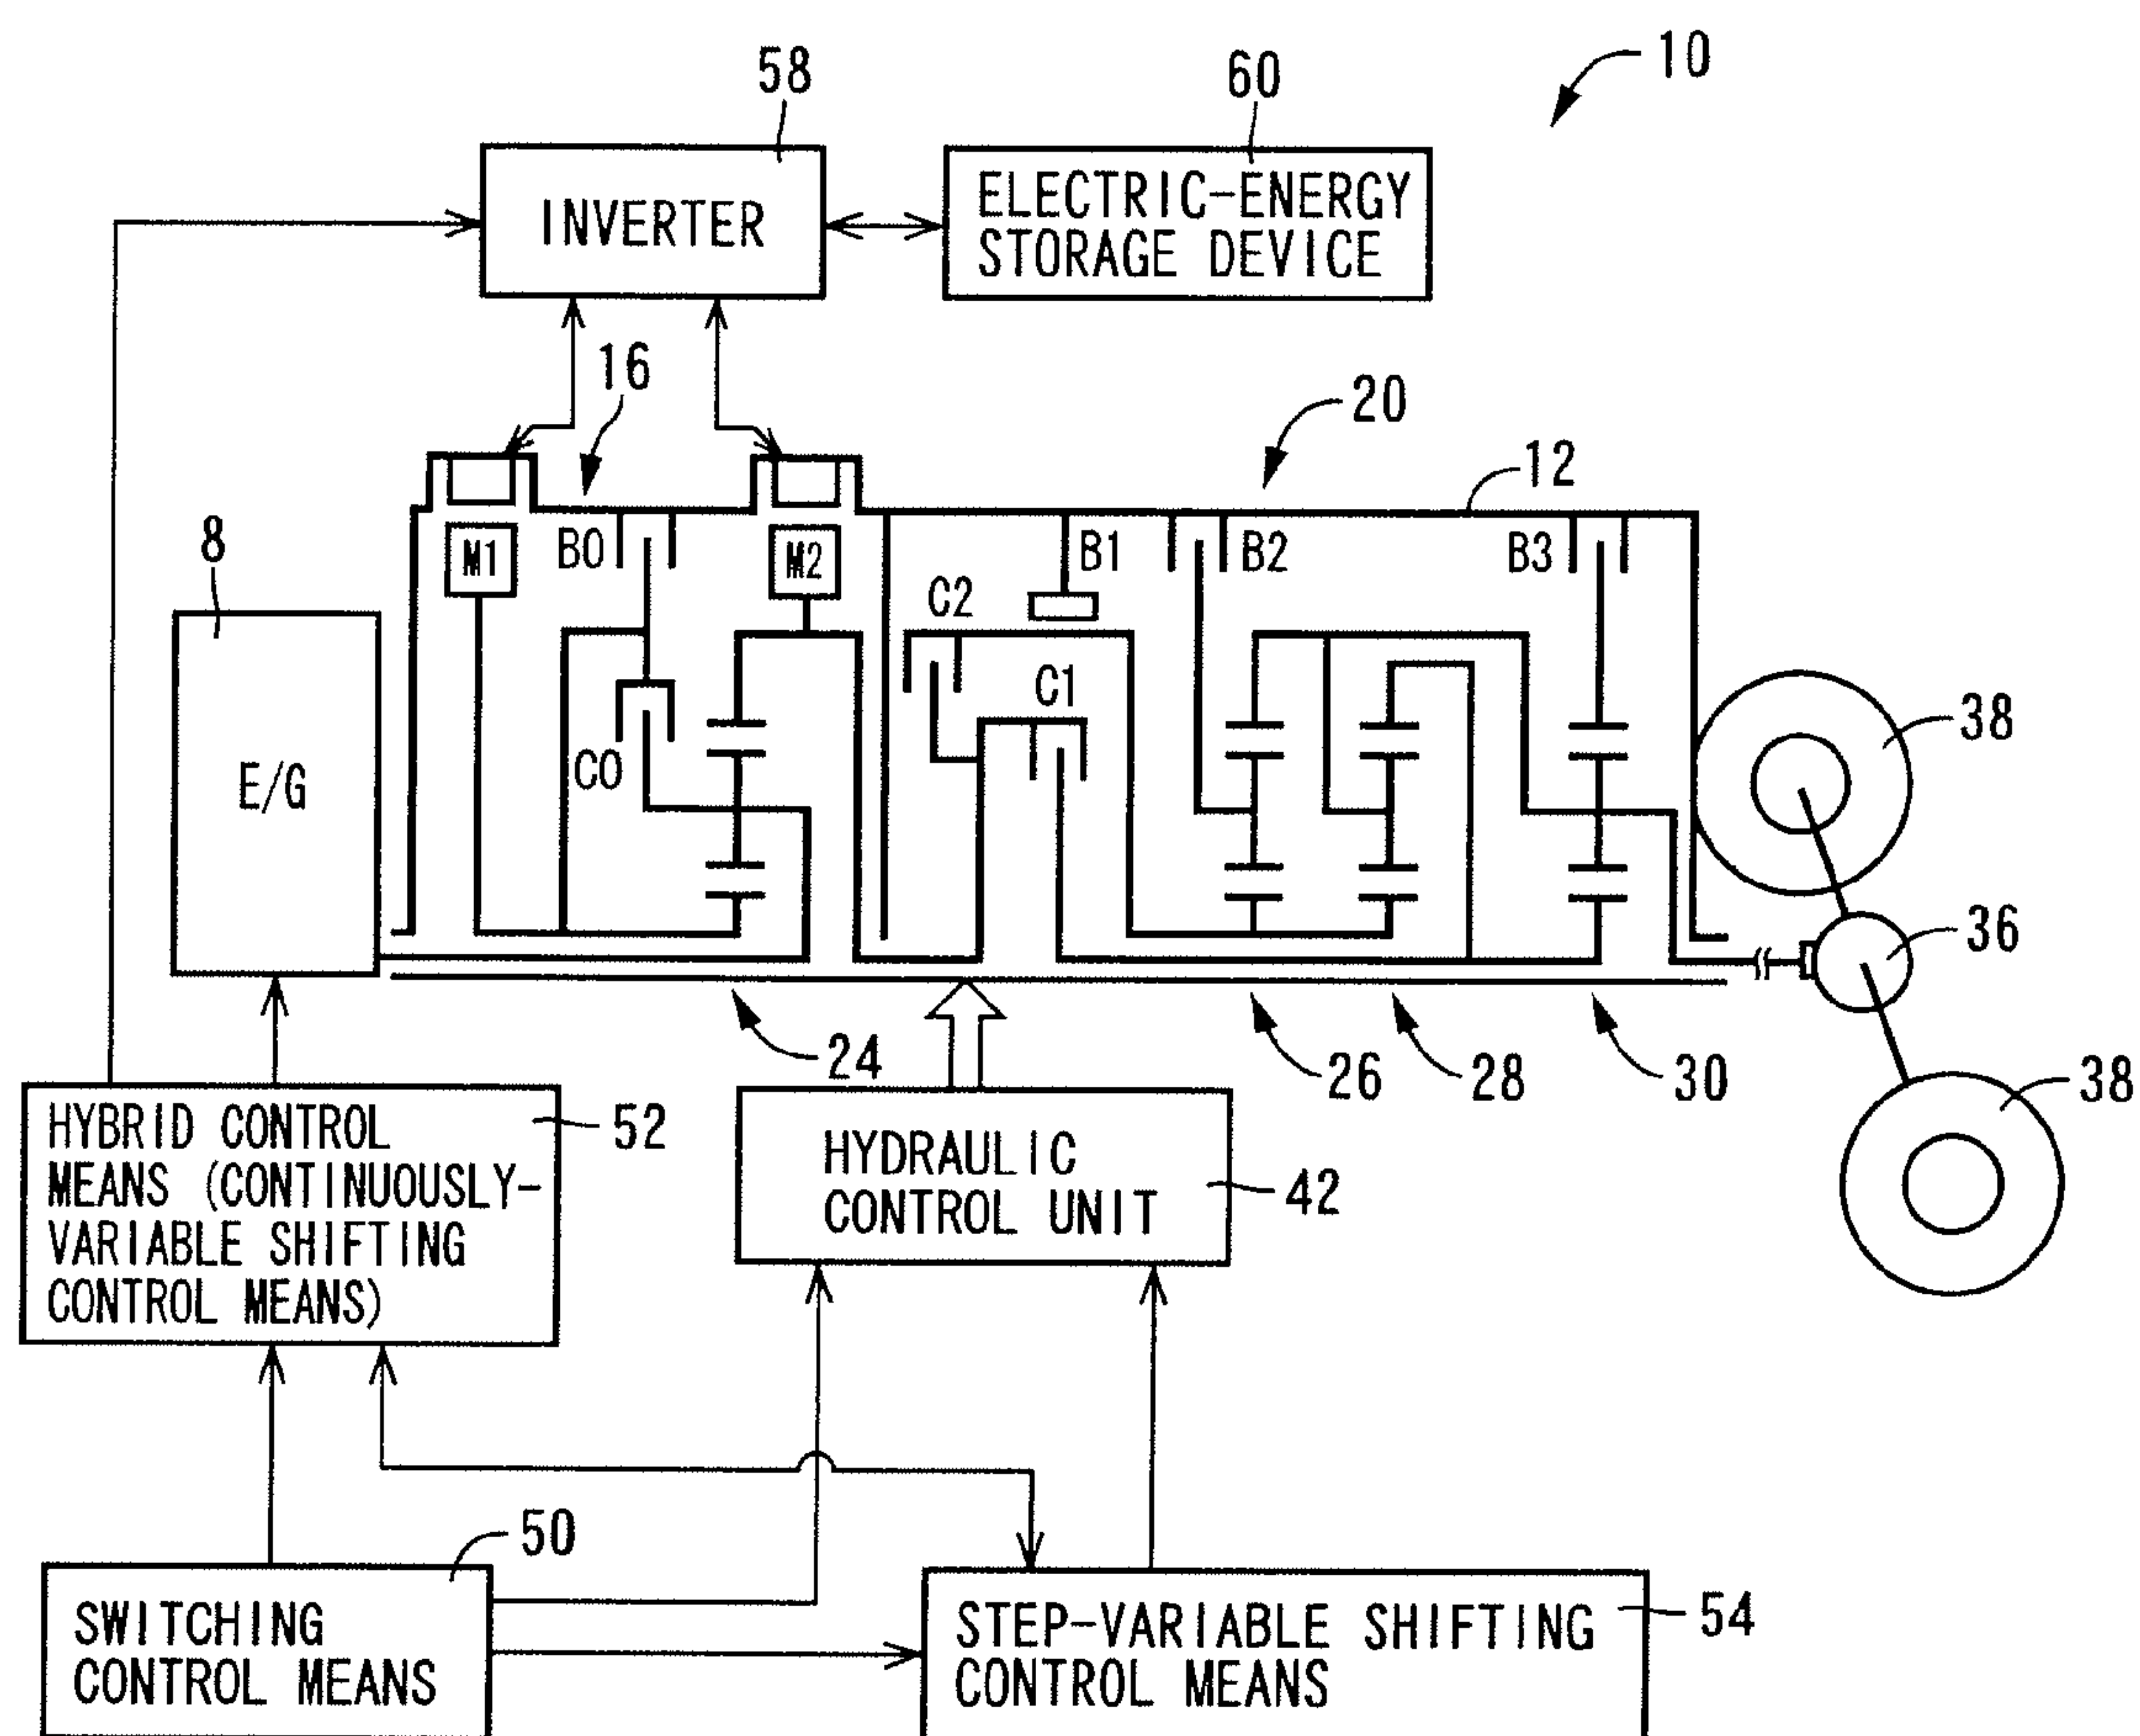 10
58
60
INVERTER
ELECTRIC-ENERGY
STORAGE DEVICE
16
20
12
8
M1
B0
M2
B1
B2
B3
C2
C1
C0
E/G
38
36
24
26
28
30
38
HYBRID CONTROL
MEANS (CONTINUOUSLY-
VARIABLE SHIFTING
CONTROL MEANS)
52
HYDRAULIC
CONTROL UNIT
42
50
SWITCHING
CONTROL MEANS
STEP-VARIABLE SHIFTING
CONTROL MEANS
54